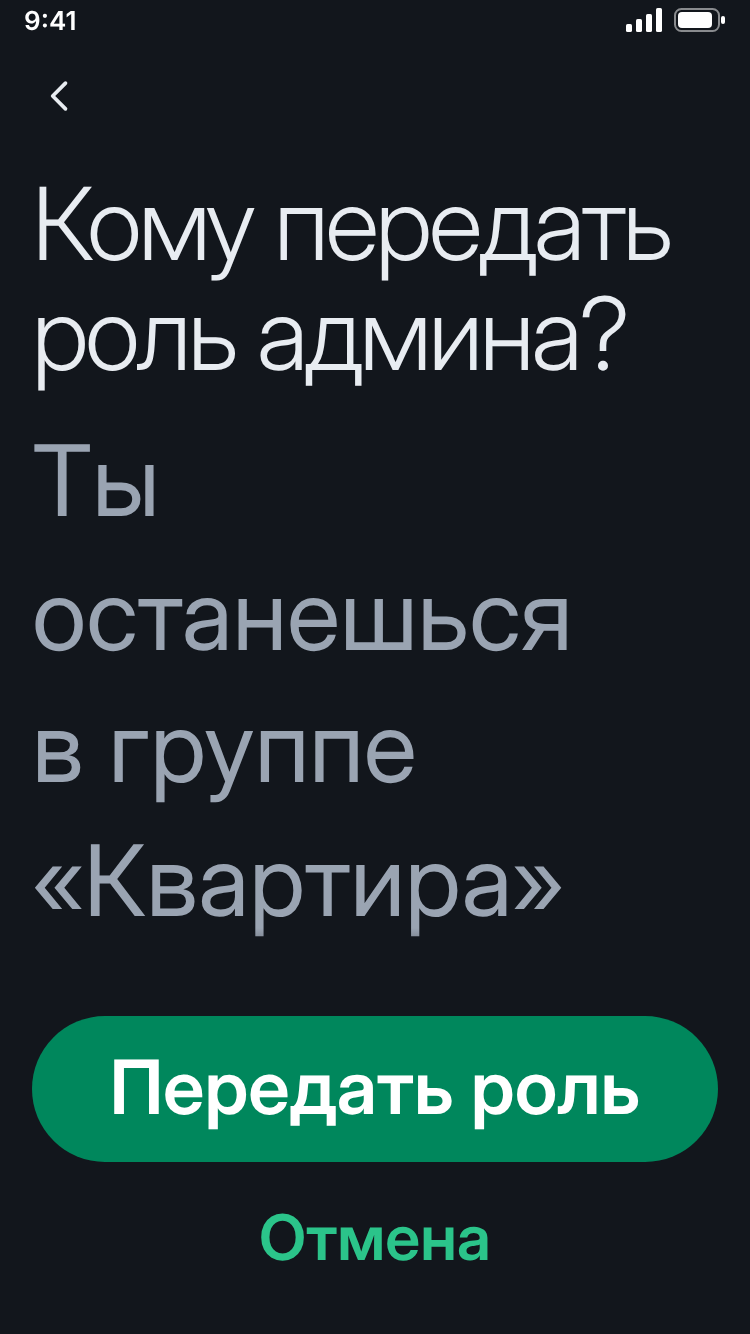 9:41
Кому передать
роль админа?
Ты
останешься
в группе
«Квартира»
Передать роль
Отмена